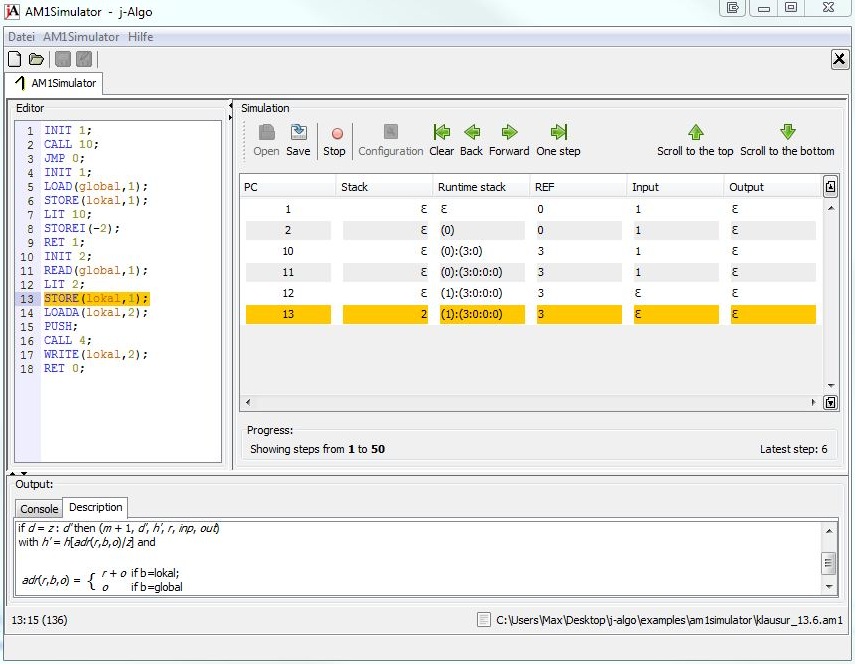 AM1Simulator - j-Algo
Datei AM1Simulator Hilfe
AM1Simulator
Editor
1 INIT 1;
2 CALL 10;
3 JMP 0;
4 INIT 1;
5 LOAD(global,1);
6 STORE(lokal,1);
7 LIT 10;
8 STOREI(-2);
9 RET 1;
10 INIT 2;
11 READ(global,1);
12 LIT 2;
13 STORE(lokal,1);
14 LOADA(lokal,2);
15 PUSH;
16 CALL 4;
17 WRITE(lokal,2);
18 RET 0;
Simulation
Open Save Stop Configuration Clear Back Forward One step Scroll to the top Scroll to the bottom
PC Stack Runtime stack REF Input Output
1 ε ε 0 1 ε
2 ε (0) 0 1 ε
10 ε (0):(3:0) 3 1 ε
11 ε (0):(3:0:0:0) 3 1 ε
12 ε (1):(3:0:0:0) 3 ε ε
13 2 (1):(3:0:0:0) 3 ε ε
Progress:
Showing steps from 1 to 50 Latest step: 6
Output:
Console Description
if d = z : d' then (m + 1, d', h', r, inp, out)
with h' = h[adr(r,b,o)/z] and
adr(r,b,o) = { r + o if b=lokal;
o if b=global
13:15 (136) C:\Users\Max\Desktop\j-algo\examples\am1simulator\klausur_13.6.am1